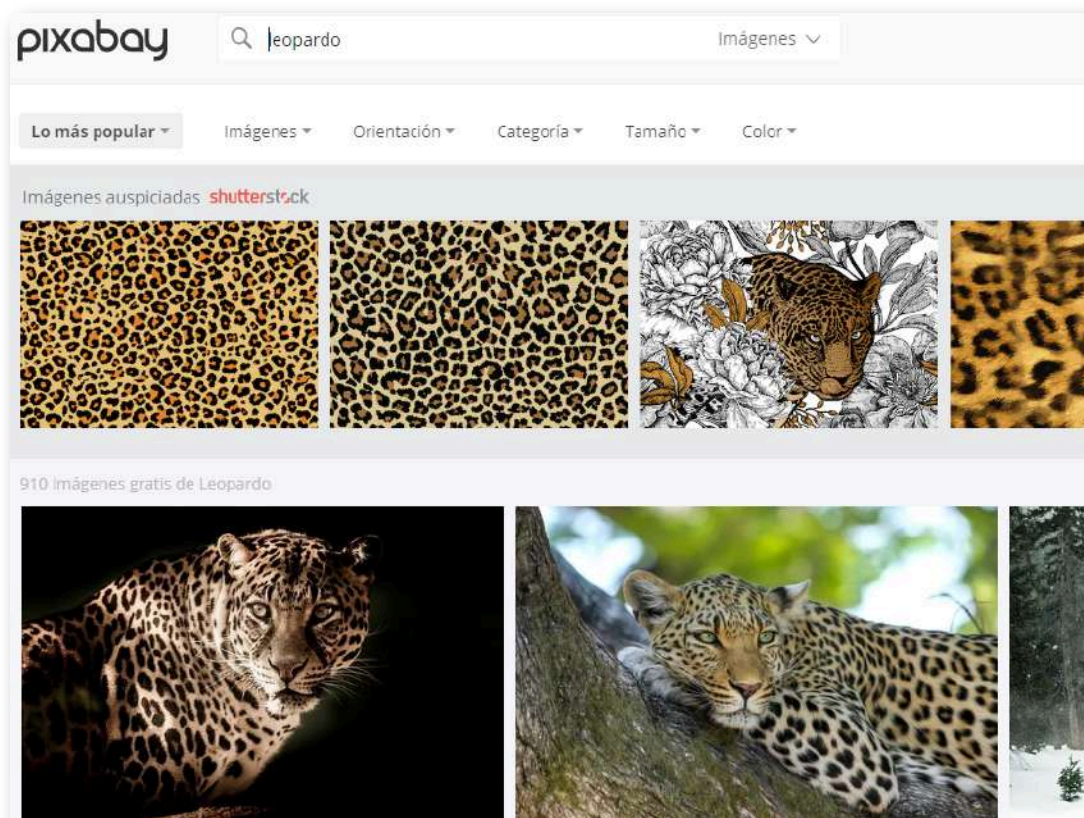 pixabay
leopardo Imágenes
Lo más popular Imágenes Orientación Categoría Tamaño Color
Imágenes auspiciadas shutterstock
910 imágenes gratis de Leopardo